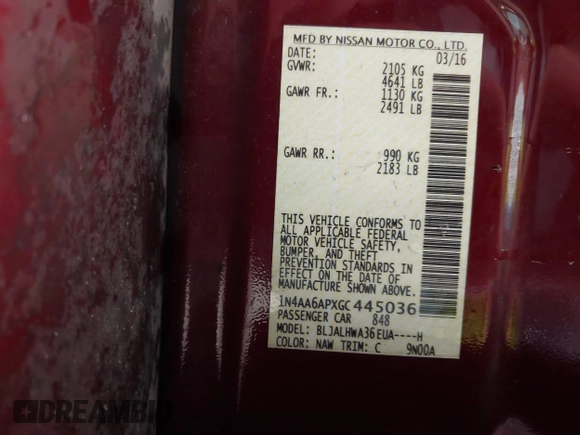 MFD BY NISSAN MOTOR CO., LTD.
DATE: 03/16
GVWR: 2105 KG
4641 LB
GAWR FR.: 1130 KG
2491 LB
GAWR RR.: 990 KG
2183 LB
THIS VEHICLE CONFORMS TO
ALL APPLICABLE FEDERAL
MOTOR VEHICLE SAFETY,
BUMPER, AND THEFT
PREVENTION STANDARDS IN
EFFECT ON THE DATE OF
MANUFACTURE SHOWN ABOVE.
1N4AA6APXGC445036
PASSENGER CAR 848
MODEL: BLJALHWA36EUA----H
COLOR: NAW TRIM: C 9N00A
DREAMBID